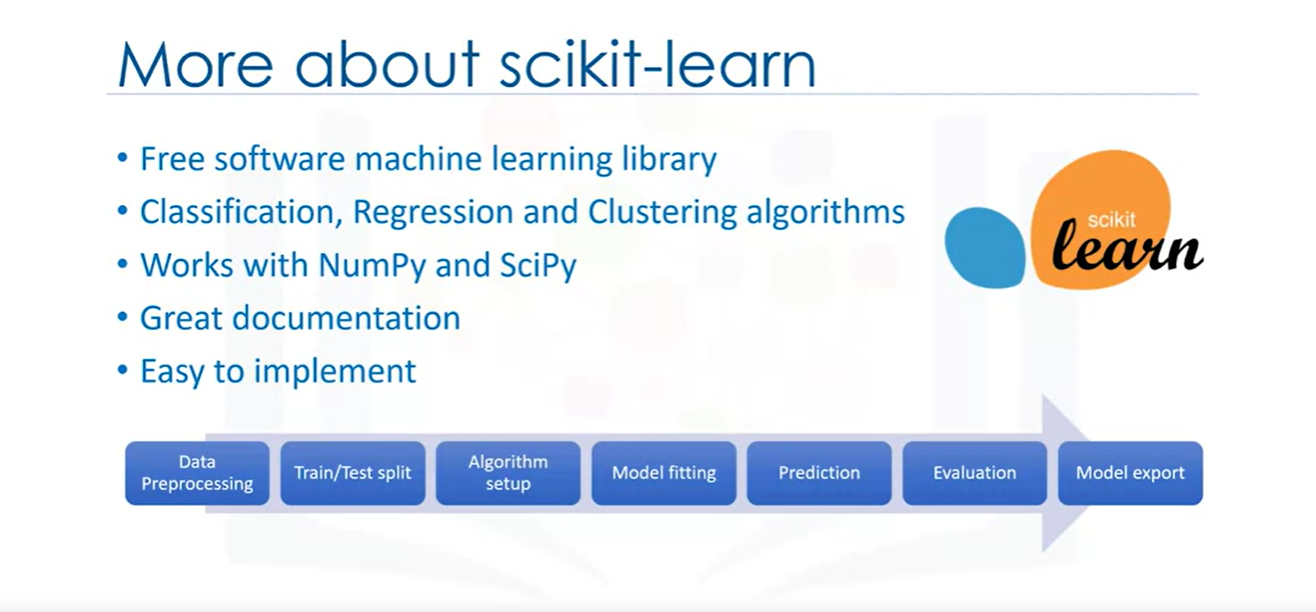 More about scikit-learn
• Free software machine learning library
• Classification, Regression and Clustering algorithms
• Works with NumPy and SciPy
• Great documentation
• Easy to implement
scikit
learn
Data
Preprocessing
Train/Test split
Algorithm
setup
Model fitting
Prediction
Evaluation
Model export